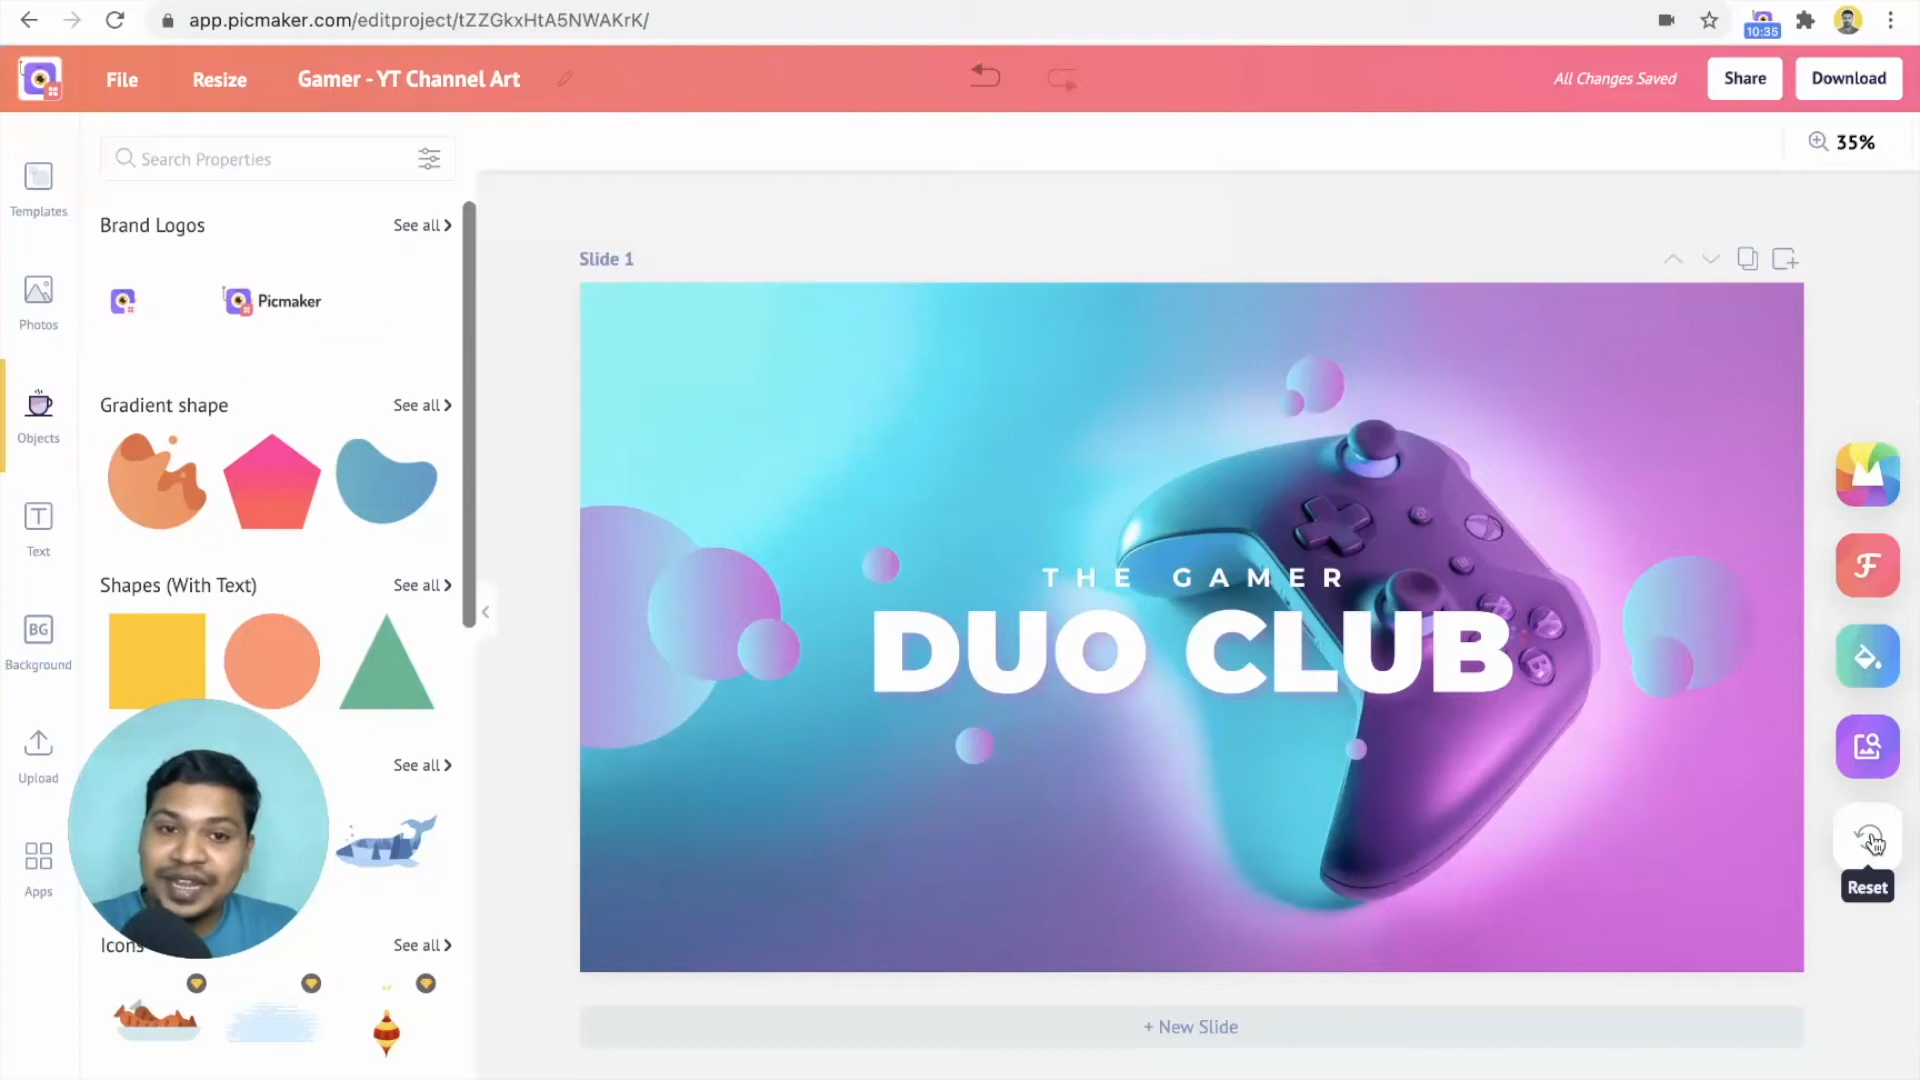 app.picmaker.com/editproject/tZZGkxHtA5NWAKrK/
10:35
File
Resize
Gamer - YT Channel Art
All Changes Saved
Share
Download
Search Properties
35%
Templates
Photos
Objects
Text
BG
Background
Upload
Apps
Brand Logos
See all
Picmaker
Gradient shape
See all
Shapes (With Text)
See all
See all
Icons
See all
Slide 1
THE GAMER
DUO CLUB
+ New Slide
Reset